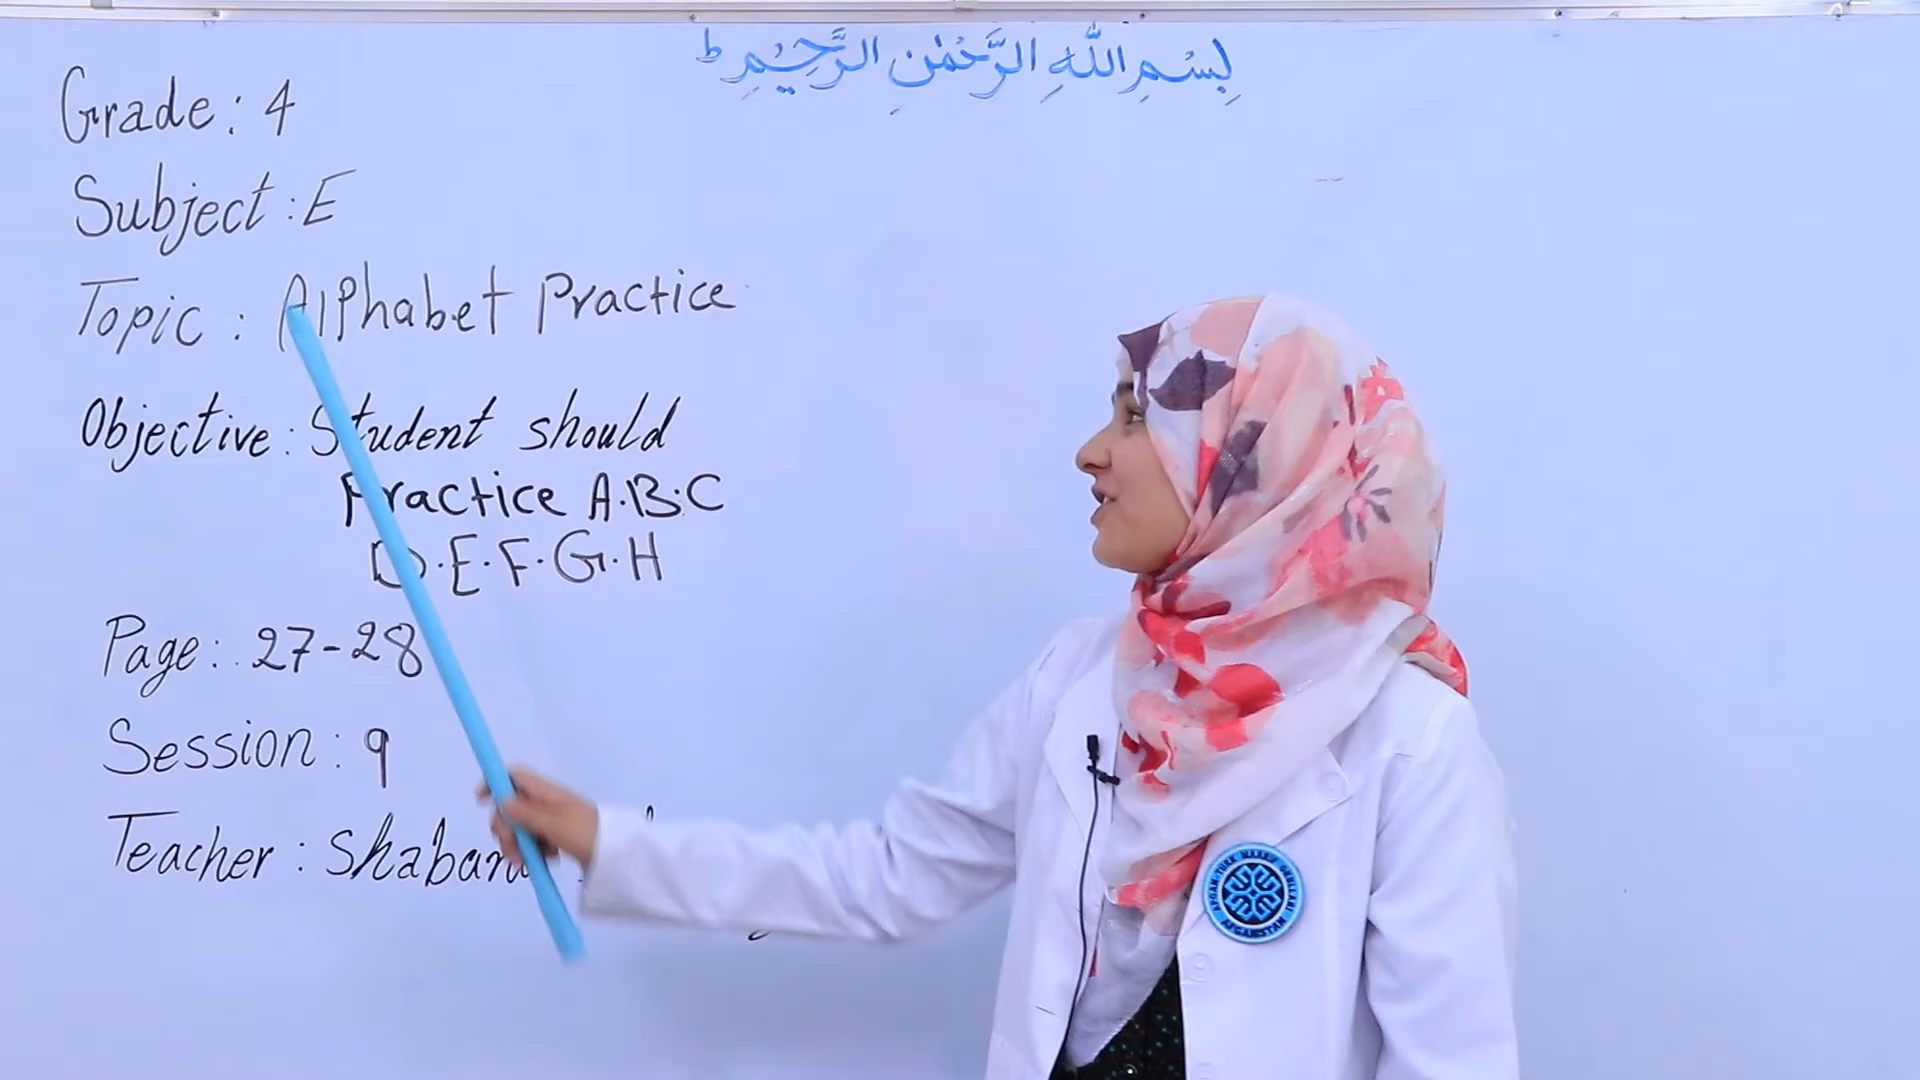 بِسْمِ اللّٰهِ الرَّحْمٰنِ الرَّحِيْمِ ط
Grade: 4
Subject: E
Topic: Alphabet Practice
Objective: Student should
Practice A.B.C
D.E.F.G.H
Page: 27-28
Session: 9
Teacher: